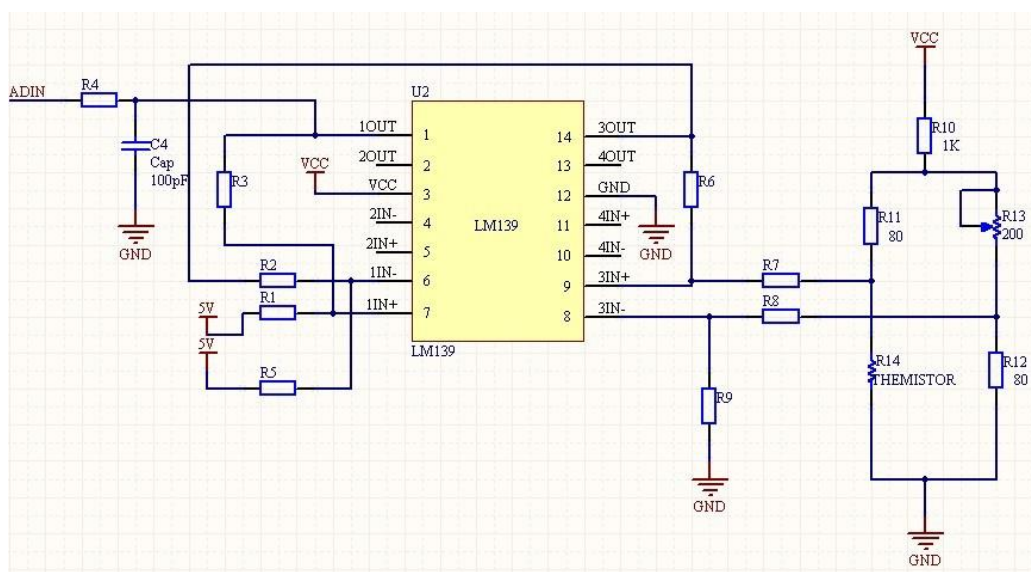 VCC
ADIN
R4
U2
C4
Cap
100pF
GND
R3
VCC
1OUT 1
2OUT 2
VCC 3
2IN- 4
2IN+ 5
1IN- 6
1IN+ 7
LM139
14 3OUT
13 4OUT
12 GND
11 4IN+
10 4IN-
9 3IN+
8 3IN-
LM139
R6
GND
R2
5V
R1
5V
R5
R7
R8
R9
GND
R10
1K
R11
80
R13
200
R14
THEMISTOR
R12
80
GND